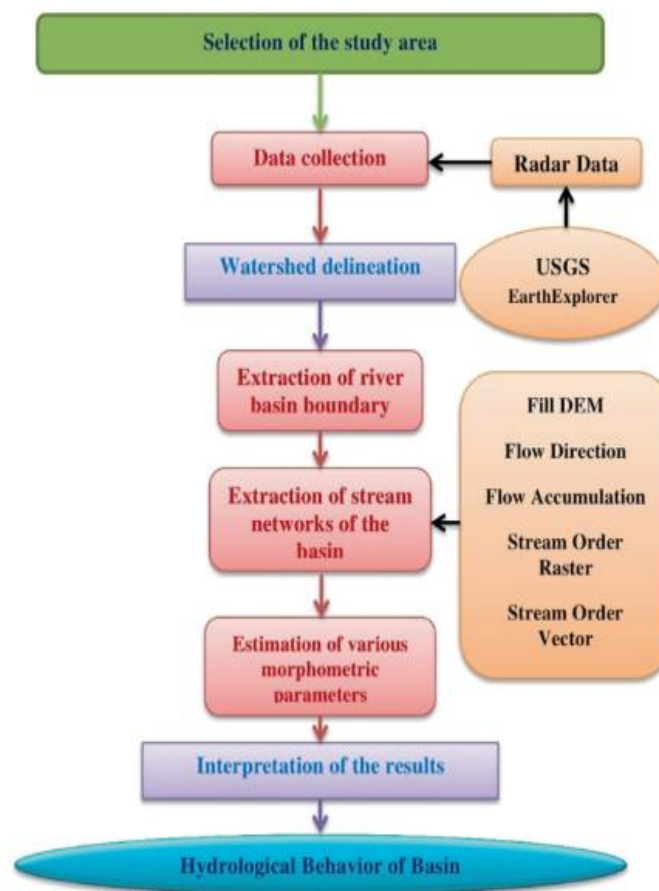 Selection of the study area
Data collection
Radar Data
Watershed delineation
USGS
EarthExplorer
Extraction of river
basin boundary
Fill DEM
Flow Direction
Extraction of stream
networks of the
basin
Flow Accumulation
Stream Order
Raster
Stream Order
Vector
Estimation of various
morphometric
parameters
Interpretation of the results
Hydrological Behavior of Basin